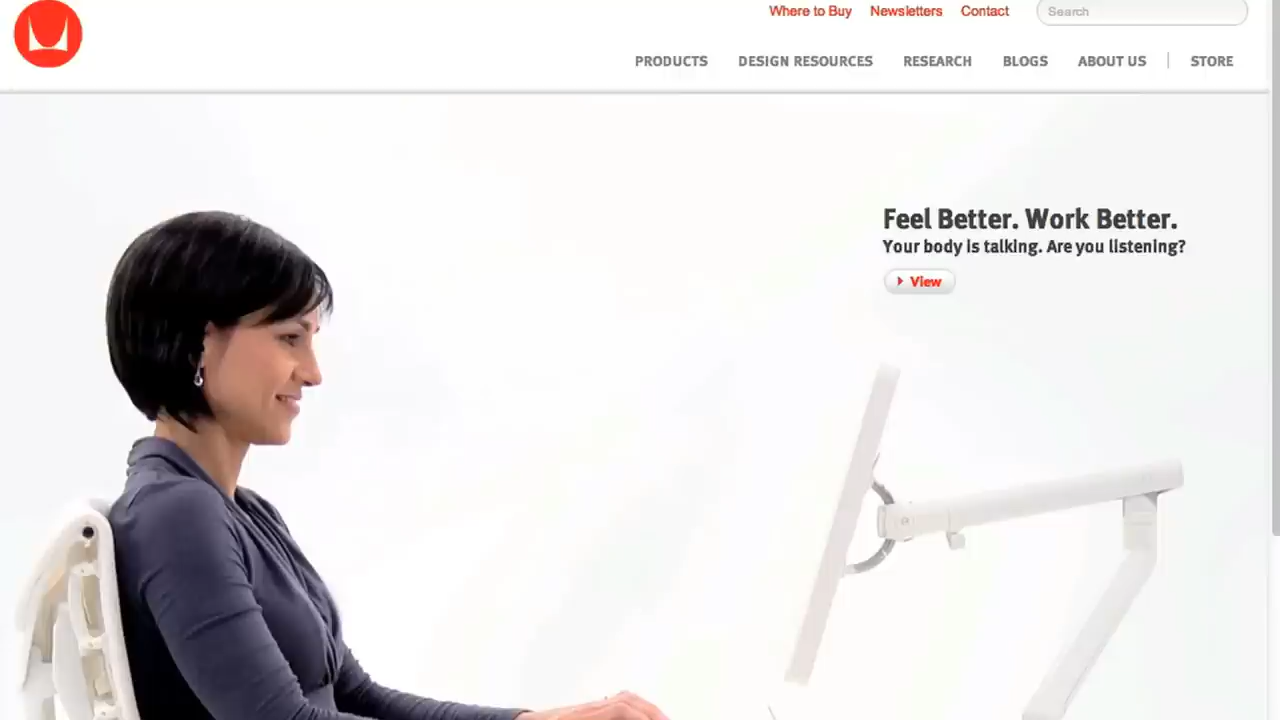 Where to Buy Newsletters Contact Search
PRODUCTS DESIGN RESOURCES RESEARCH BLOGS ABOUT US STORE
Feel Better. Work Better.
Your body is talking. Are you listening?
View